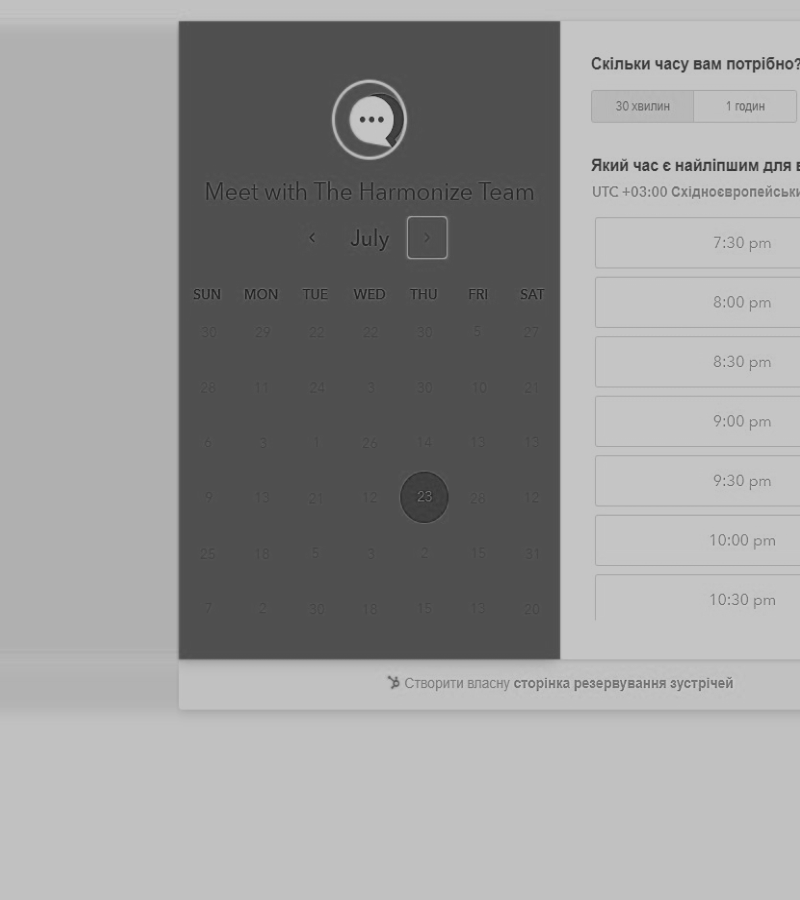 Meet with The Harmonize Team
July
SUN MON TUE WED THU FRI SAT
30 29 22 22 30 5 27
26 11 24 3 30 10 21
6 3 1 26 14 13 13
9 13 21 12 23 28 12
25 18 5 3 2 15 31
7 2 30 18 15 13 20
Скільки часу вам потрібно?
30 хвилин 1 годин
Який час є найліпшим для в
UTC +03:00 Східноєвропейськи
7:30 pm
8:00 pm
8:30 pm
9:00 pm
9:30 pm
10:00 pm
10:30 pm
Створити власну сторінка резервування зустрічей